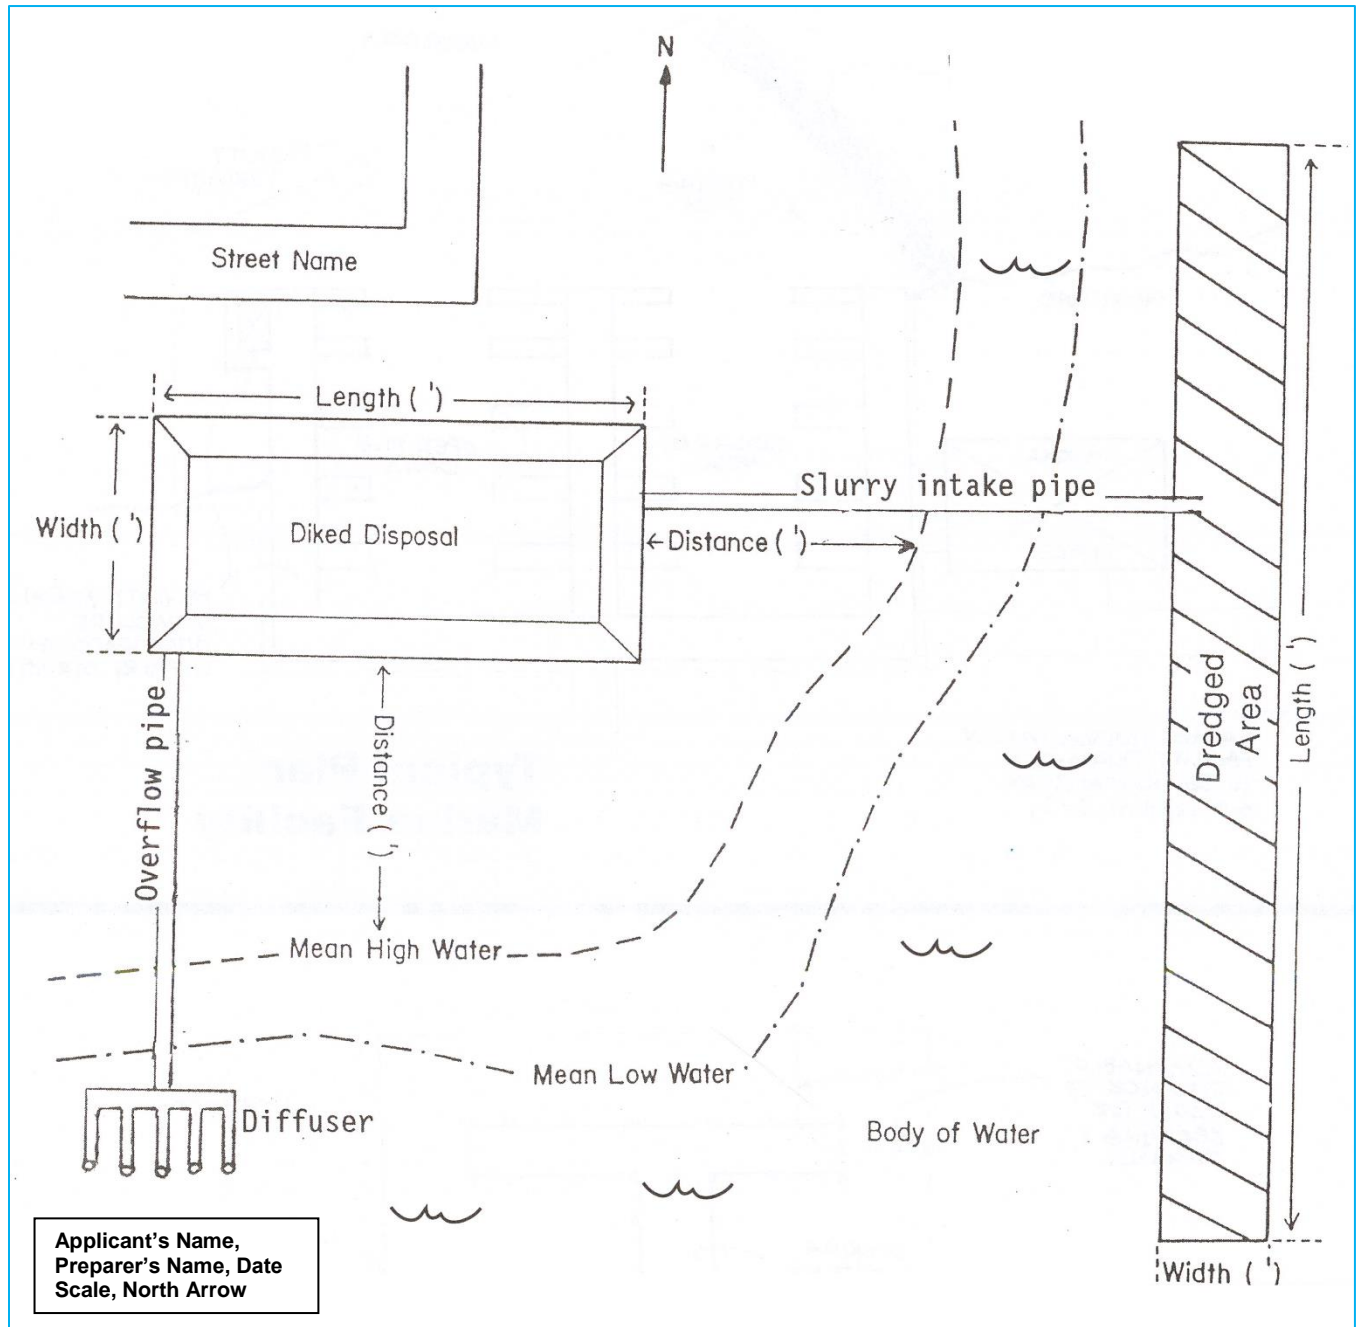 N
Street Name
Length ( ')
Width ( ')
Diked Disposal
Slurry intake pipe
Distance ( ')
Overflow pipe
Distance ( ')
Dredged
Area
Length ( ')
Mean High Water
Mean Low Water
Diffuser
Body of Water
Applicant’s Name,
Preparer’s Name, Date
Scale, North Arrow
Width ( ')